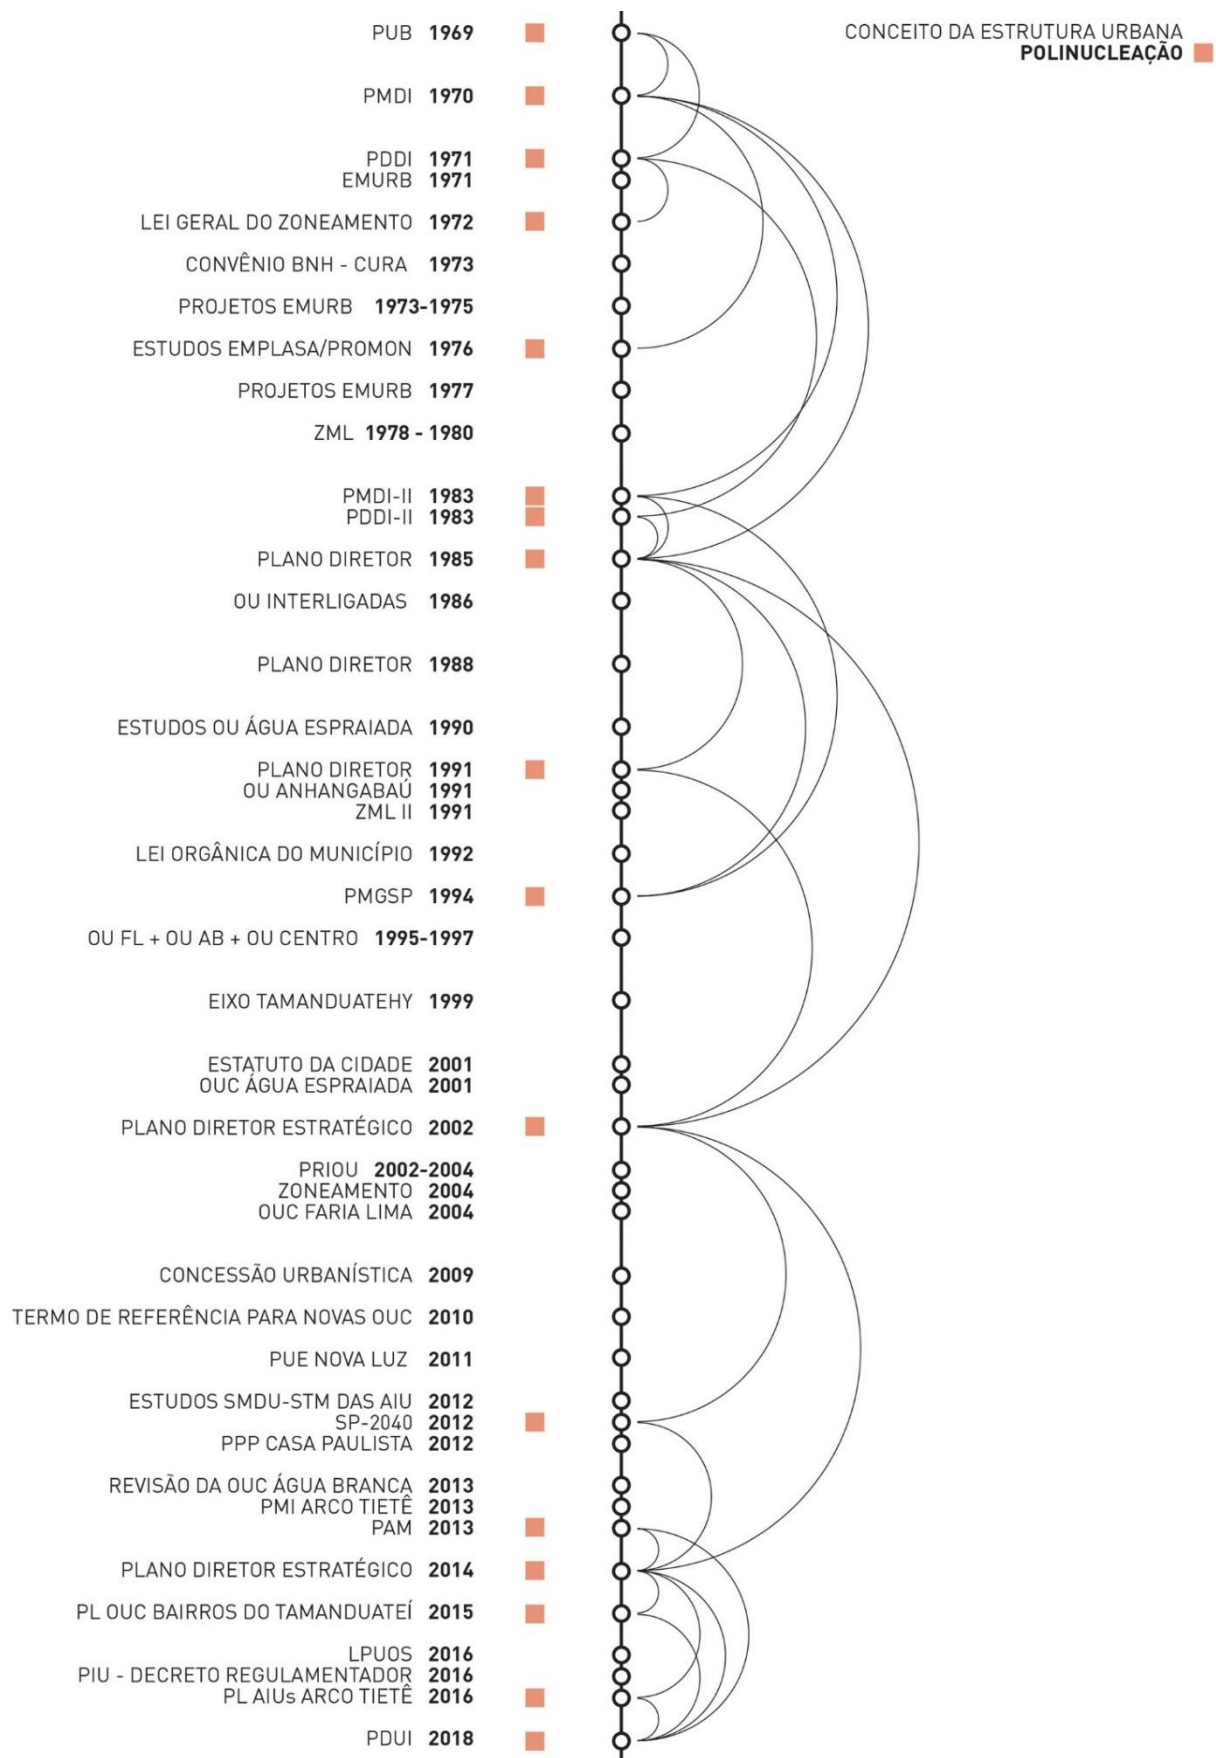 PUB 1969
CONCEITO DA ESTRUTURA URBANA
POLINUCLEAÇÃO
PMDI 1970
PDDI 1971
EMURB 1971
LEI GERAL DO ZONEAMENTO 1972
CONVÊNIO BNH - CURA 1973
PROJETOS EMURB 1973-1975
ESTUDOS EMPLASA/PROMON 1976
PROJETOS EMURB 1977
ZML 1978 - 1980
PMDI-II 1983
PDDI-II 1983
PLANO DIRETOR 1985
OU INTERLIGADAS 1986
PLANO DIRETOR 1988
ESTUDOS OU ÁGUA ESPRAIADA 1990
PLANO DIRETOR 1991
OU ANHANGABAÚ 1991
ZML II 1991
LEI ORGÂNICA DO MUNICÍPIO 1992
PMGSP 1994
OU FL + OU AB + OU CENTRO 1995-1997
EIXO TAMANDUATEHY 1999
ESTATUTO DA CIDADE 2001
OUC ÁGUA ESPRAIADA 2001
PLANO DIRETOR ESTRATÉGICO 2002
PRIOU 2002-2004
ZONEAMENTO 2004
OUC FARIA LIMA 2004
CONCESSÃO URBANÍSTICA 2009
TERMO DE REFERÊNCIA PARA NOVAS OUC 2010
PUE NOVA LUZ 2011
ESTUDOS SMDU-STM DAS AIU 2012
SP-2040 2012
PPP CASA PAULISTA 2012
REVISÃO DA OUC ÁGUA BRANCA 2013
PMI ARCO TIETÊ 2013
PAM 2013
PLANO DIRETOR ESTRATÉGICO 2014
PL OUC BAIRROS DO TAMANDUATEÍ 2015
LPUOS 2016
PIU - DECRETO REGULAMENTADOR 2016
PL AIUs ARCO TIETÊ 2016
PDUI 2018